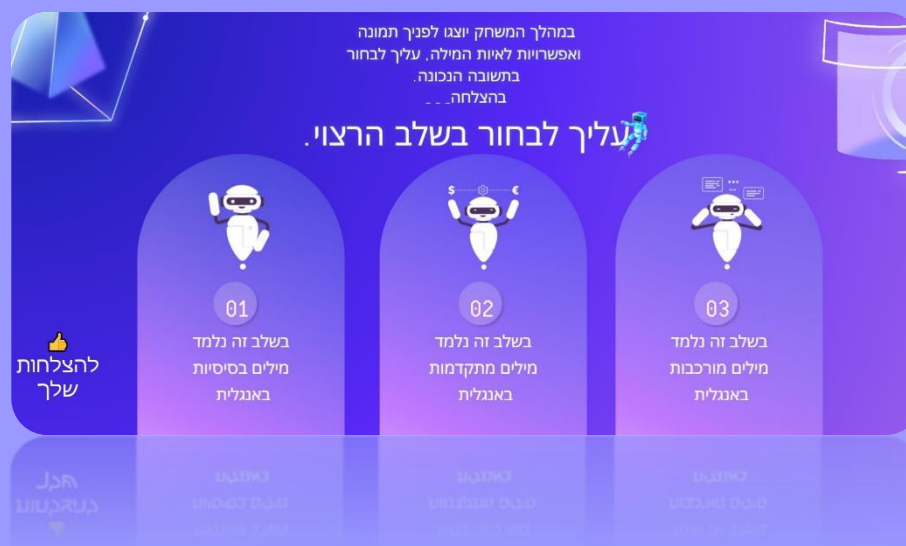 במהלך המשחק יוצגו לפניך תמונה
ואפשרויות לאיות המילה, עליך לבחור
בתשובה הנכונה.
בהצלחה_ _ _
עליך לבחור בשלב הרצוי.
01
בשלב זה נלמד
מילים בסיסיות
באנגלית
02
בשלב זה נלמד
מילים מתקדמות
באנגלית
03
בשלב זה נלמד
מילים מורכבות
באנגלית
להצלחות
שלך